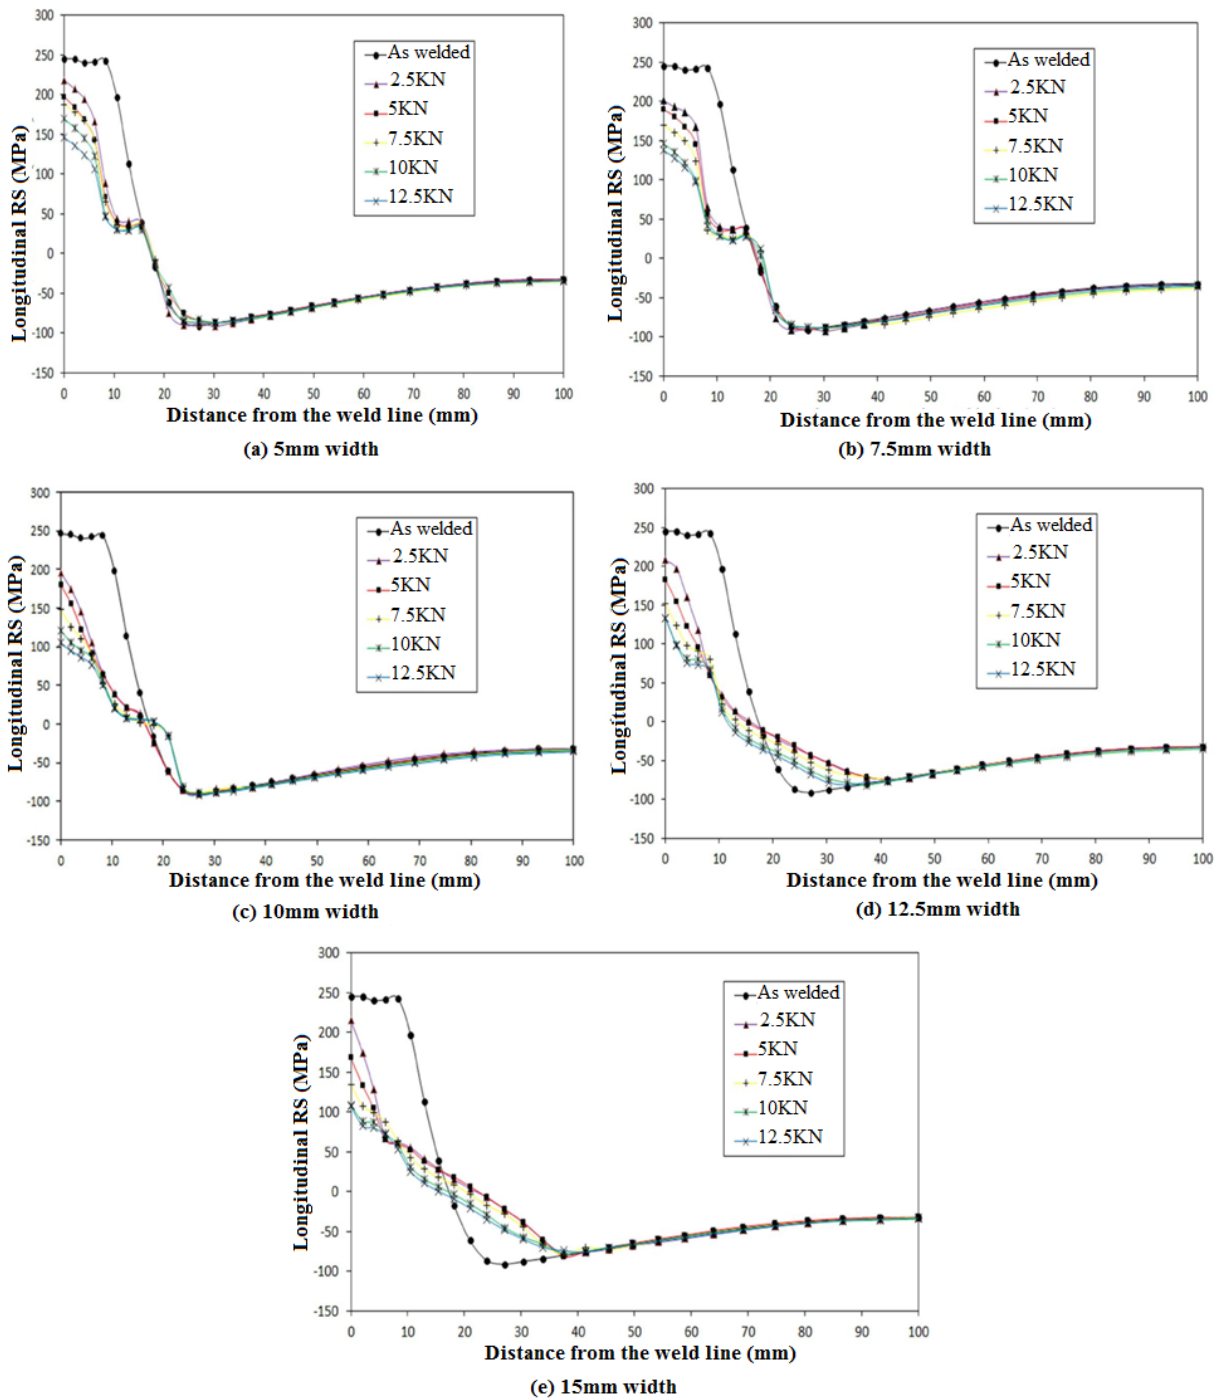 300
250
200
150
100
50
0
-50
-100
-150
Longitudinal RS (MPa)
As welded
2.5KN
5KN
7.5KN
10KN
12.5KN
0 10 20 30 40 50 60 70 80 90 100
Distance from the weld line (mm)
(a) 5mm width
300
250
200
150
100
50
0
-50
-100
-150
Longitudinal RS (MPa)
As welded
2.5KN
5KN
7.5KN
10KN
12.5KN
0 10 20 30 40 50 60 70 80 90 100
Distance from the weld line (mm)
(b) 7.5mm width
300
250
200
150
100
50
0
-50
-100
-150
Longitudinal RS (MPa)
As welded
2.5KN
5KN
7.5KN
10KN
12.5KN
0 10 20 30 40 50 60 70 80 90 100
Distance from the weld line (mm)
(c) 10mm width
300
250
200
150
100
50
0
-50
-100
-150
Longitudinal RS (MPa)
As welded
2.5KN
5KN
7.5KN
10KN
12.5KN
0 10 20 30 40 50 60 70 80 90 100
Distance from the weld line (mm)
(d) 12.5mm width
300
250
200
150
100
50
0
-50
-100
-150
Longitudinal RS (MPa)
As welded
2.5KN
5KN
7.5KN
10KN
12.5KN
0 10 20 30 40 50 60 70 80 90 100
Distance from the weld line (mm)
(e) 15mm width